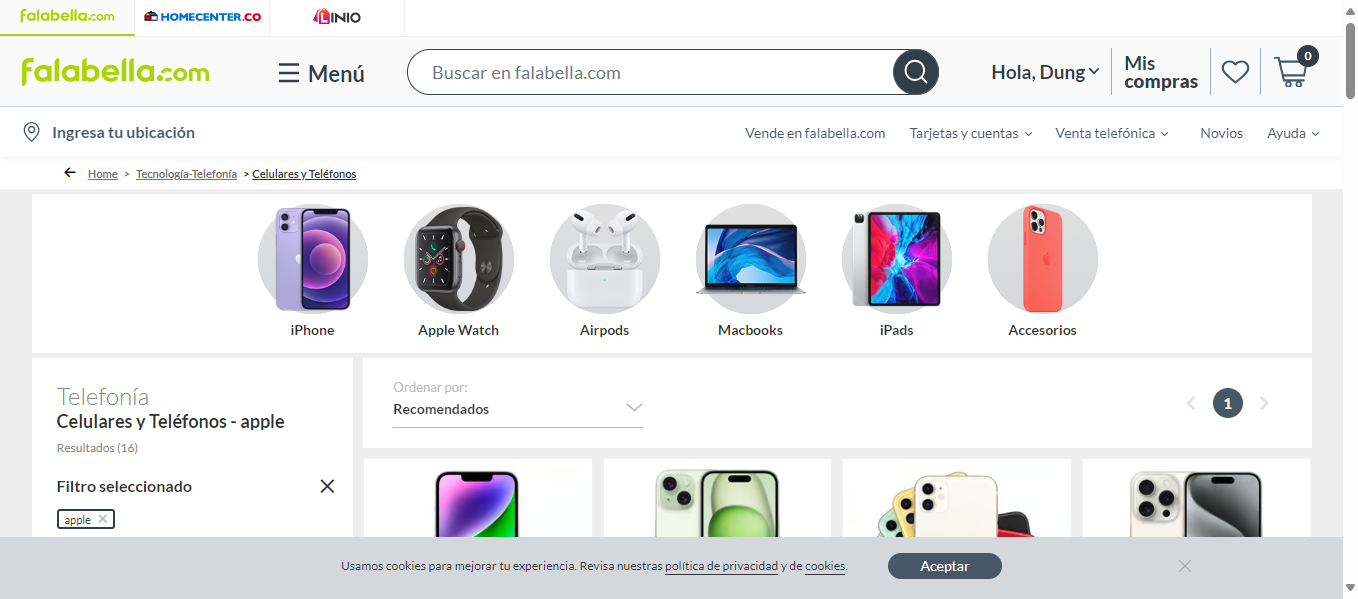 falabella.com
HOMECENTER.CO
LINIO
falabella.com
Menú
Buscar en falabella.com
Hola, Dung
Mis
compras
0
Ingresa tu ubicación
Vende en falabella.com
Tarjetas y cuentas
Venta telefónica
Novios
Ayuda
Home > Tecnología-Telefonía > Celulares y Teléfonos
iPhone
Apple Watch
Airpods
Macbooks
iPads
Accesorios
Telefonía
Celulares y Teléfonos - apple
Resultados (16)
Filtro seleccionado
apple
Ordenar por:
Recomendados
1
Usamos cookies para mejorar tu experiencia. Revisa nuestras política de privacidad y de cookies.
Aceptar